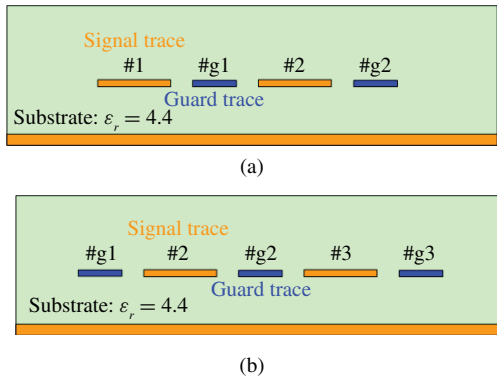 Signal trace
#1 #g1 #2 #g2
Guard trace
Substrate: εr = 4.4
(a)
Signal trace
#g1 #2 #g2 #3 #g3
Guard trace
Substrate: εr = 4.4
(b)